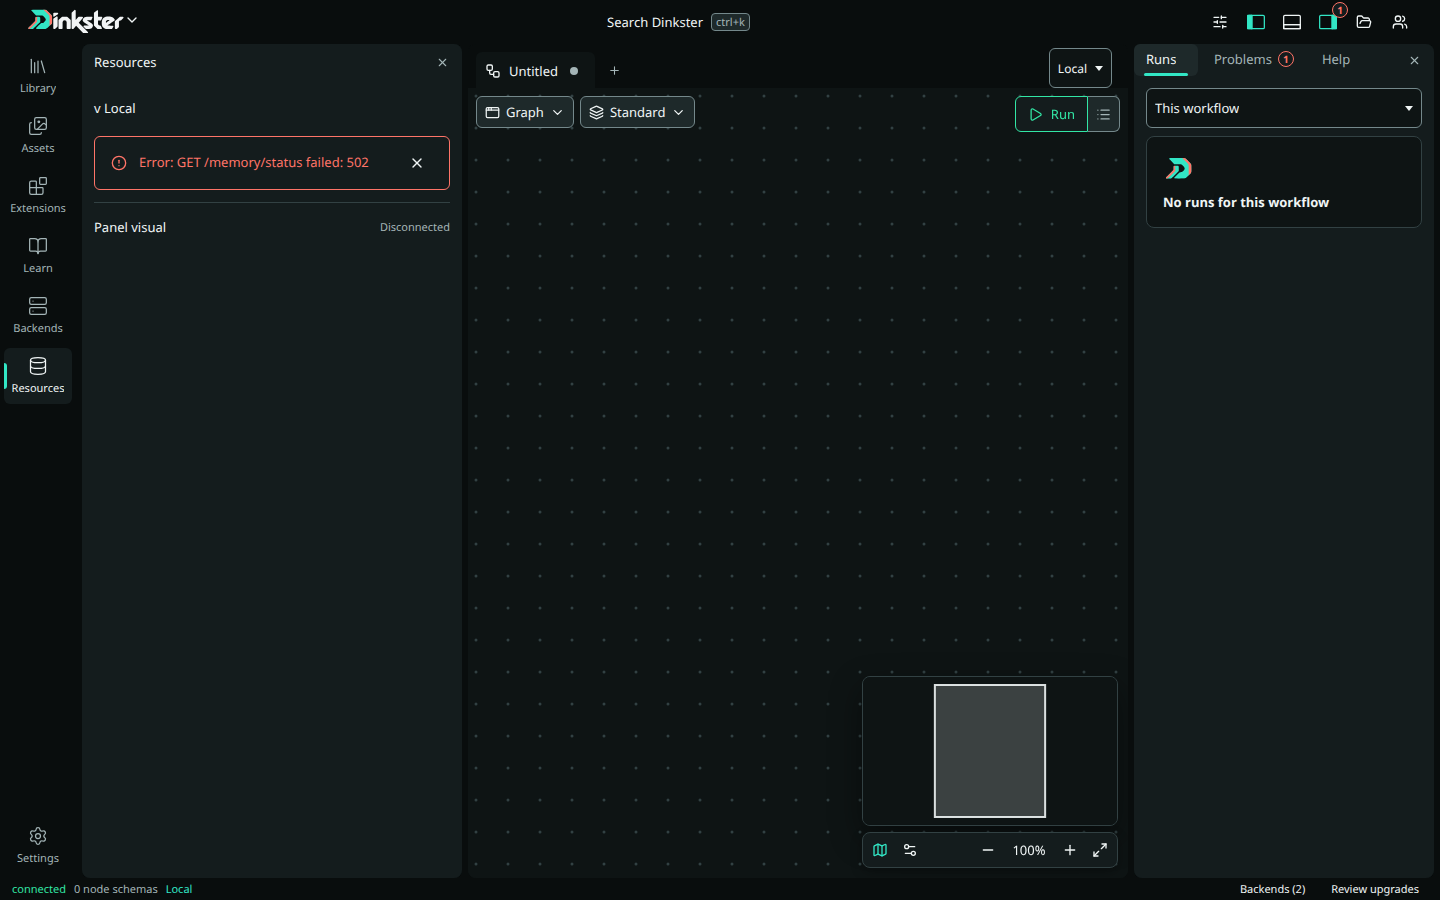 Dinkster
Search Dinkster ctrl+k
1
Library
Assets
Extensions
Learn
Backends
Resources
Settings
Resources
v Local
Error: GET /memory/status failed: 502
Panel visual
Disconnected
Untitled
Local
Graph
Standard
Run
100%
Runs
Problems 1
Help
This workflow
No runs for this workflow
connected 0 node schemas Local
Backends (2) Review upgrades